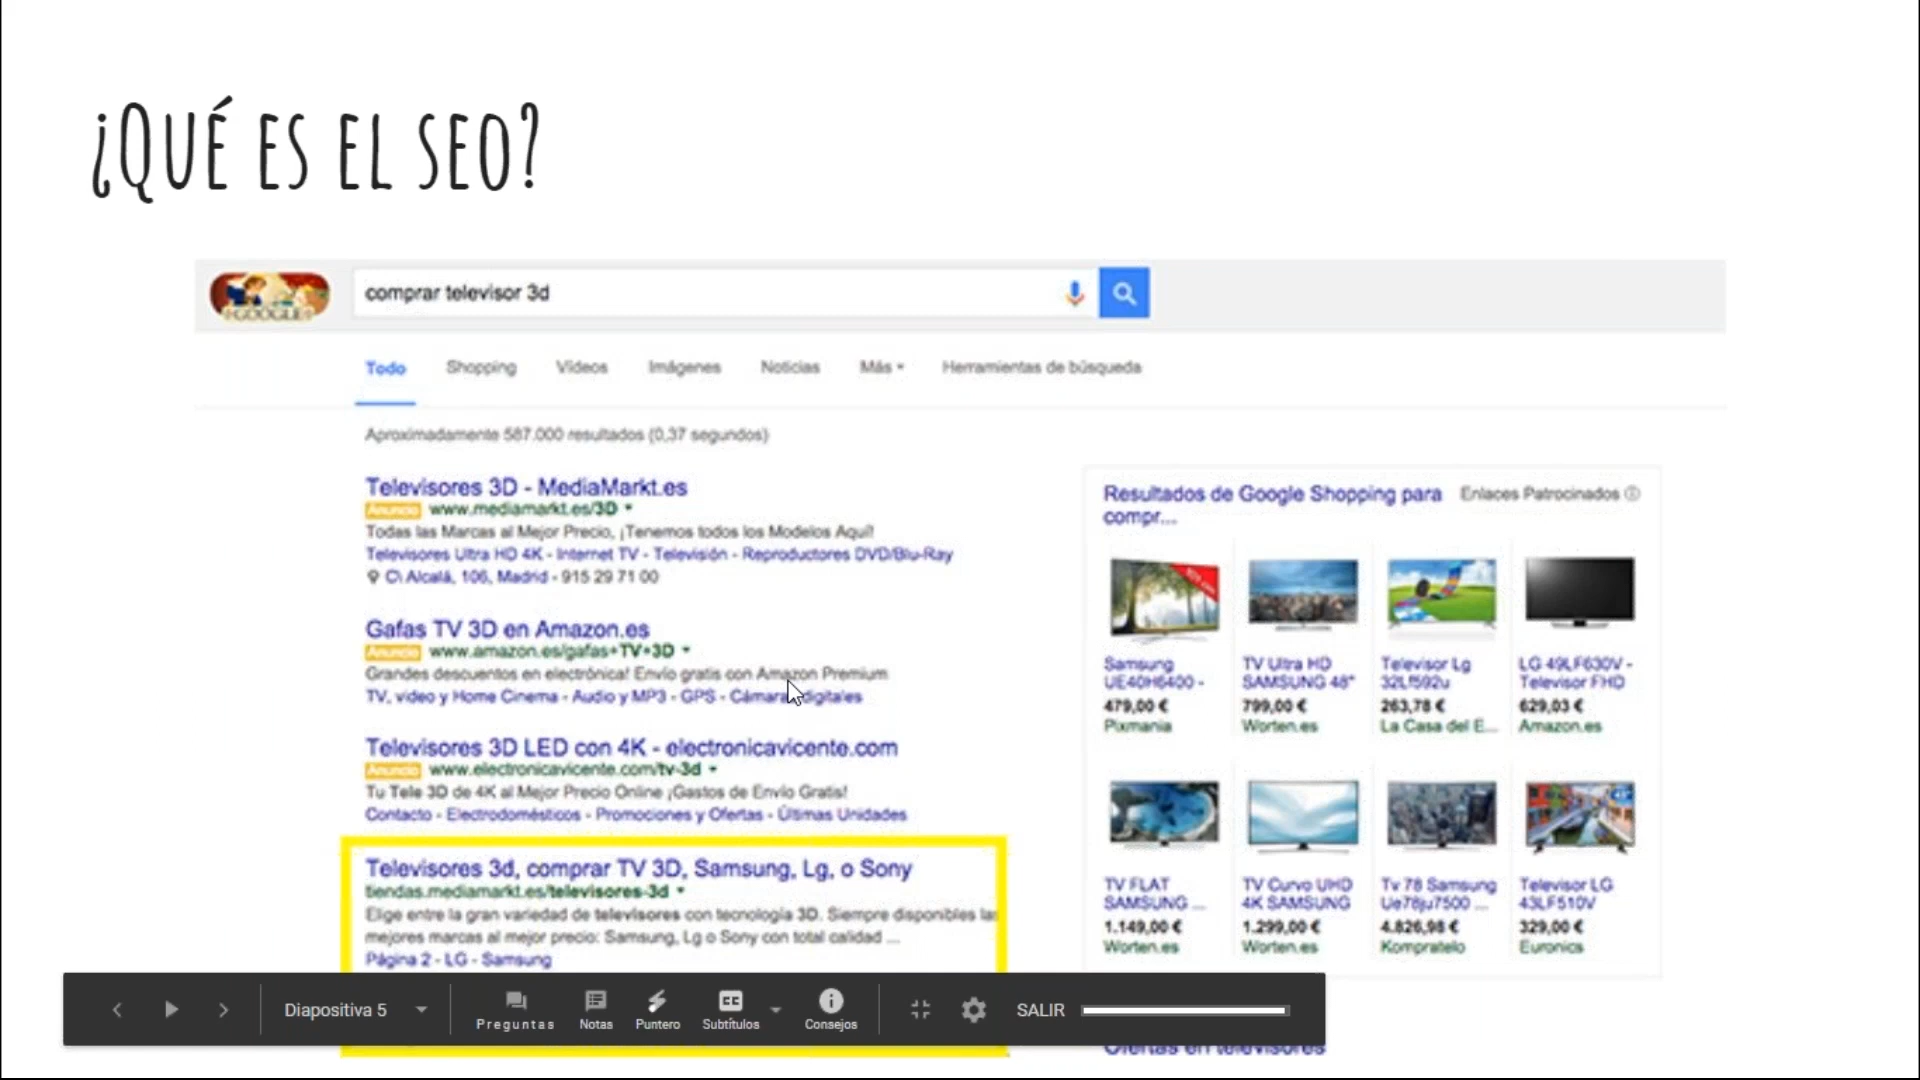 ¿QUÉ ES EL SEO?
GOOGLE
comprar televisor 3d
Todo Shopping Vídeos Imágenes Noticias Más Herramientas de búsqueda
Aproximadamente 587.000 resultados (0,37 segundos)
Televisores 3D - MediaMarkt.es
Anuncio www.mediamarkt.es/3D
Todas las Marcas al Mejor Precio, ¡Tenemos todos los Modelos Aquí!
Televisores Ultra HD 4K - Internet TV - Televisión - Reproductores DVD/Blu-Ray
C\ Alcalá, 106, Madrid - 915 29 71 00
Gafas TV 3D en Amazon.es
Anuncio www.amazon.es/gafas+TV+3D
Grandes descuentos en electrónica! Envío gratis con Amazon Premium
TV, video y Home Cinema - Audio y MP3 - GPS - Cámaras digitales
Televisores 3D LED con 4K - electronicavicente.com
Anuncio www.electronicavicente.com/tv-3d
Tu Tele 3D de 4K al Mejor Precio Online ¡Gastos de Envío Gratis!
Contacto - Electrodomésticos - Promociones y Ofertas - Últimas Unidades
Televisores 3d, comprar TV 3D, Samsung, Lg, o Sony
tiendas.mediamarkt.es/televisores-3d
Elige entre la gran variedad de televisores con tecnología 3D. Siempre disponibles las
mejores marcas al mejor precio: Samsung, Lg o Sony con total calidad ...
Página 2 - LG - Samsung
Resultados de Google Shopping para Enlaces Patrocinados
compr...
Samsung TV Ultra HD Televisor Lg LG 49LF630V -
UE40H6400 - SAMSUNG 48" 32Lf592u Televisor FHD
479,00 € 799,00 € 263,78 € 629,03 €
Pixmania Worten.es La Casa del E... Amazon.es
TV FLAT TV Curvo UHD Tv 78 Samsung Televisor LG
SAMSUNG ... 4K SAMSUNG Ue78ju7500 ... 43LF510V
1.149,00 € 1.299,00 € 4.826,98 € 329,00 €
Worten.es Worten.es Kompratelo Euronics
Ofertas en televisores
Diapositiva 5 Preguntas Notas Puntero CC Subtítulos Consejos SALIR